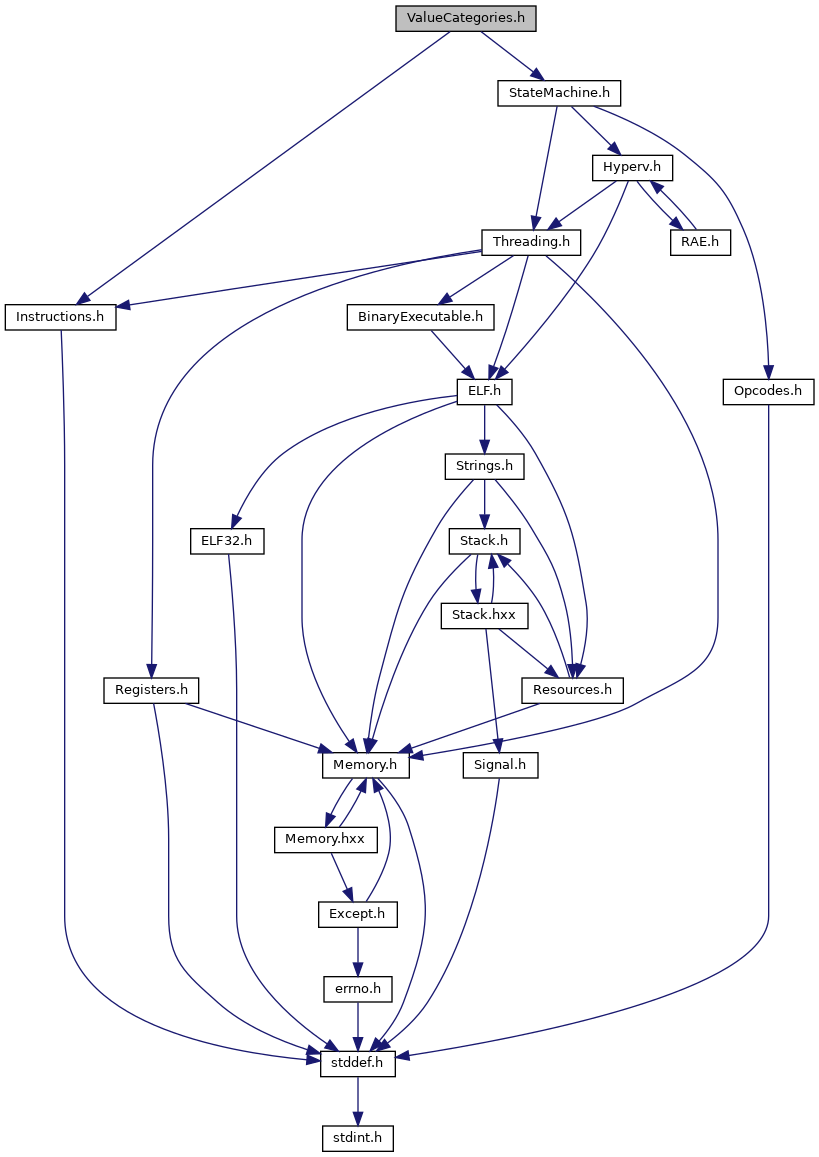 ValueCategories.h
StateMachine.h
Hyperv.h
Threading.h
RAE.h
Instructions.h
BinaryExecutable.h
ELF.h
Opcodes.h
Strings.h
ELF32.h
Stack.h
Stack.hxx
Registers.h
Resources.h
Memory.h
Signal.h
Memory.hxx
Except.h
errno.h
stddef.h
stdint.h